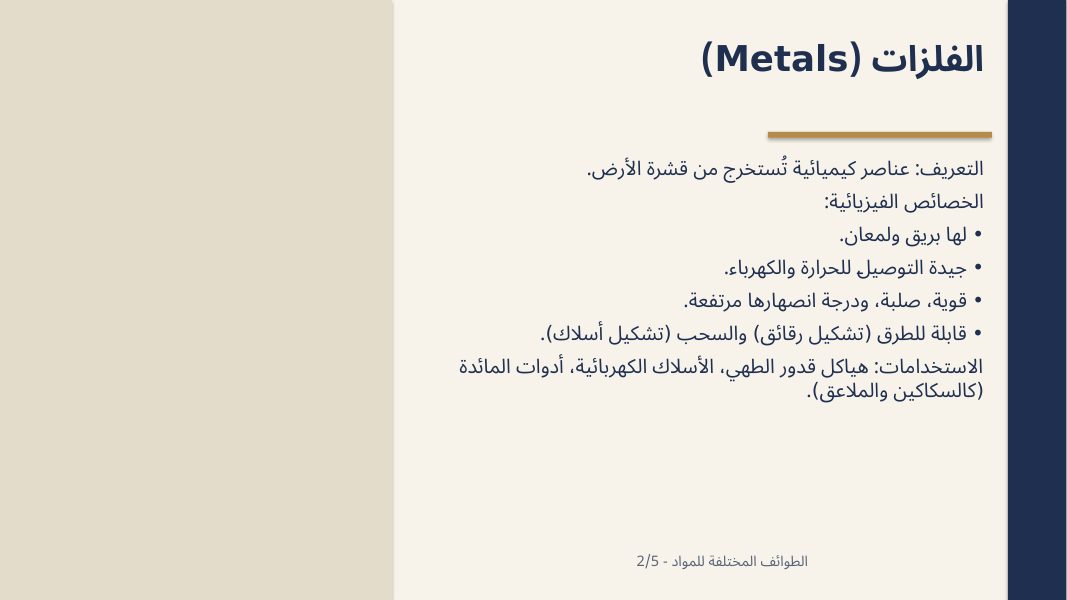 الفلزات (Metals)
التعريف: عناصر كيميائية تُستخرج من قشرة الأرض.
الخصائص الفيزيائية:
• لها بريق ولمعان.
• جيدة التوصيل للحرارة والكهرباء.
• قوية، صلبة، ودرجة انصهارها مرتفعة.
• قابلة للطرق (تشكيل رقائق) والسحب (تشكيل أسلاك).
الاستخدامات: هياكل قدور الطهي، الأسلاك الكهربائية، أدوات المائدة
(كالسكاكين والملاعق).
الطوائف المختلفة للمواد - 2/5